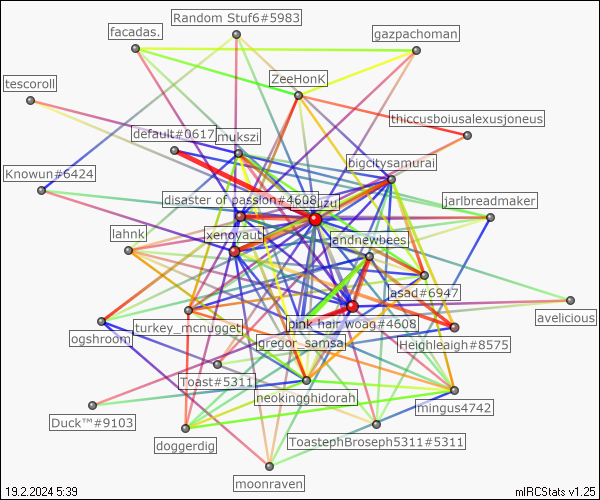 Random Stuf6#5983
facadas.
gazpachoman
ZeeHonK
tescoroll
thiccusboiusalexusjoneus
default#0617
mukszi
bigcitysamurai
Knowun#6424
disaster of passion#4608
jarlbreadmaker
lahnk
xenovaut
andnewbees
asad#6947
avelicious
turkey_mcnugget
pink hair woag#4608
ogshroom
gregor_samsa
Heighleaigh#8575
Toast#5311
neokingghidorah
mingus4742
Duck™#9103
doggerdig
ToastephBroseph5311#5311
moonraven
19.2.2024 5:39
mIRCStats v1.25